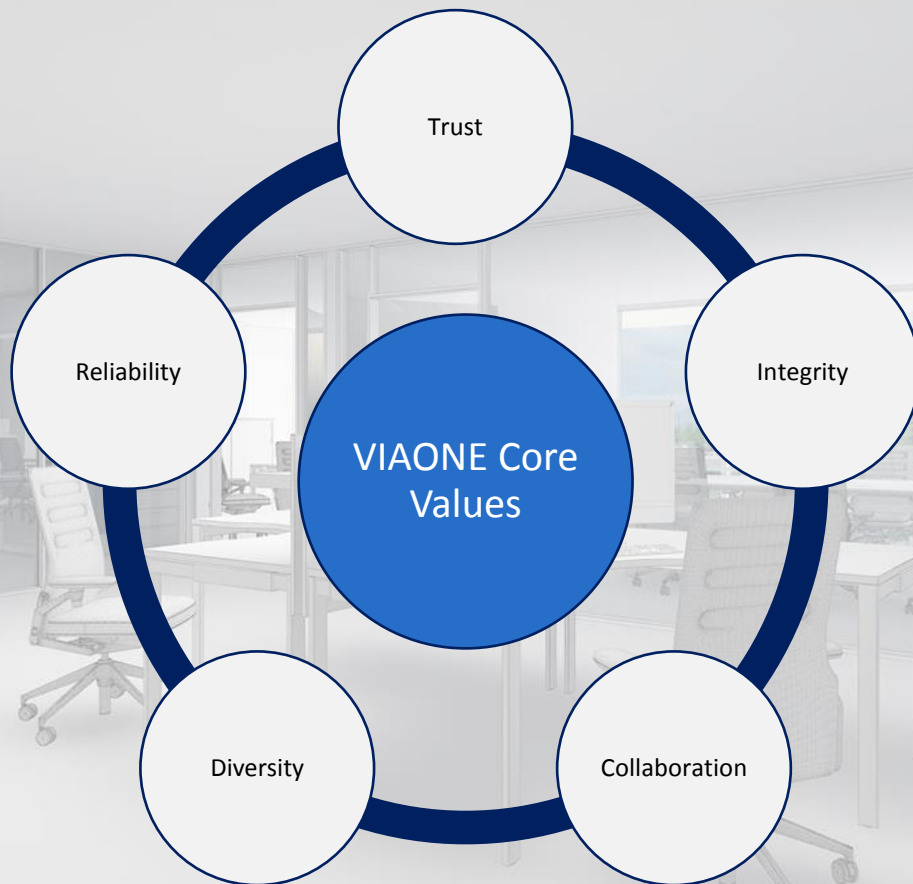 Trust
Reliability
Integrity
VIAONE Core
Values
Diversity
Collaboration